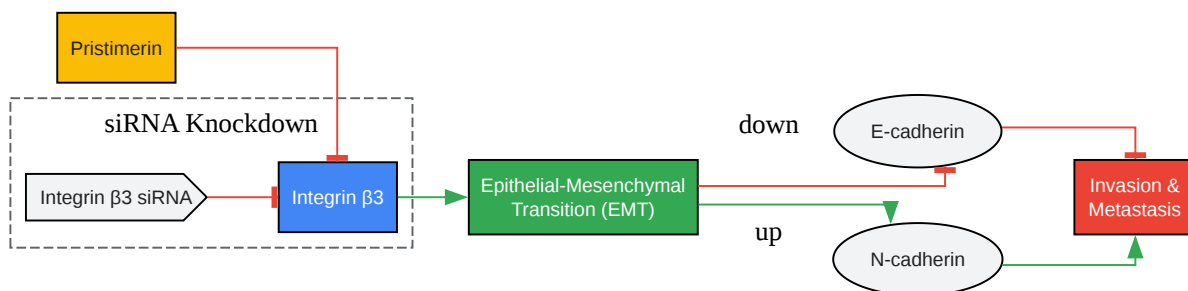 Pristimerin
siRNA Knockdown
Integrin β3 siRNA
Integrin β3
Epithelial-Mesenchymal
Transition (EMT)
down
up
E-cadherin
N-cadherin
Invasion &
Metastasis